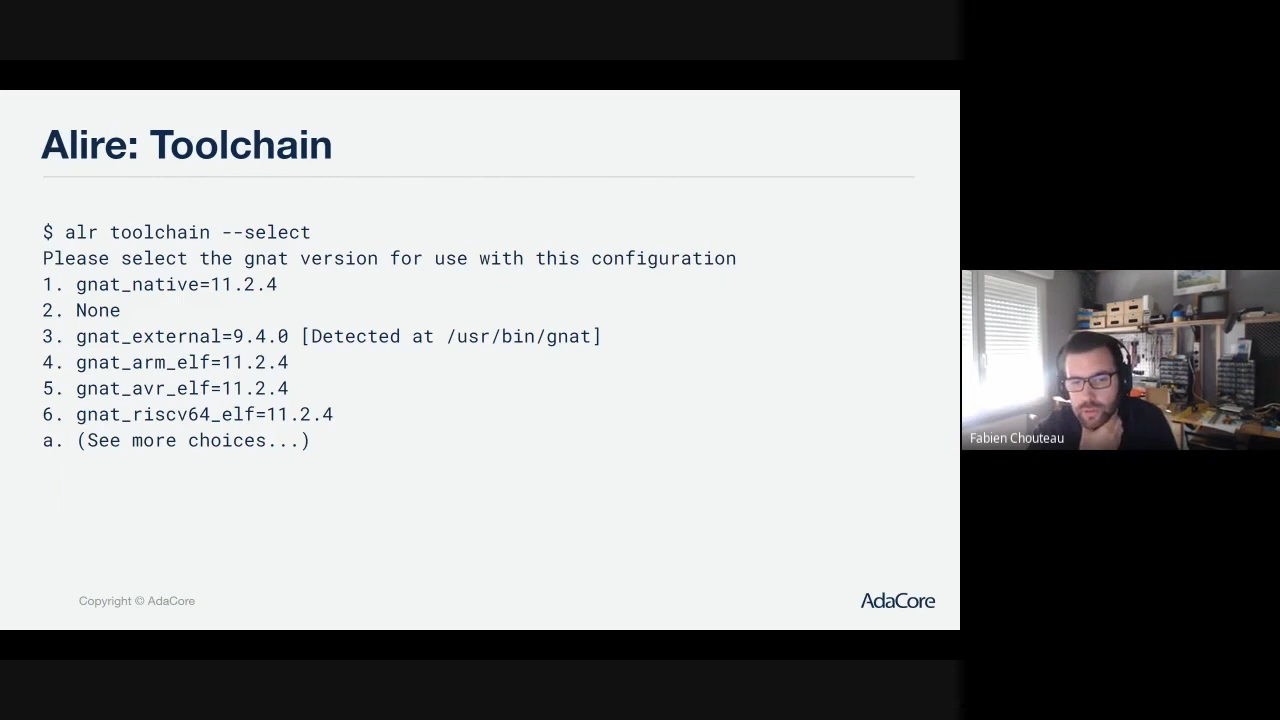 Alire: Toolchain
$ alr toolchain --select
Please select the gnat version for use with this configuration
1. gnat_native=11.2.4
2. None
3. gnat_external=9.4.0 [Dtected at /usr/bin/gnat]
4. gnat_arm_elf=11.2.4
5. gnat_avr_elf=11.2.4
6. gnat_riscv64_elf=11.2.4
a. (See more choices...)
Copyright © AdaCore
AdaCore
Fabien Chouteau